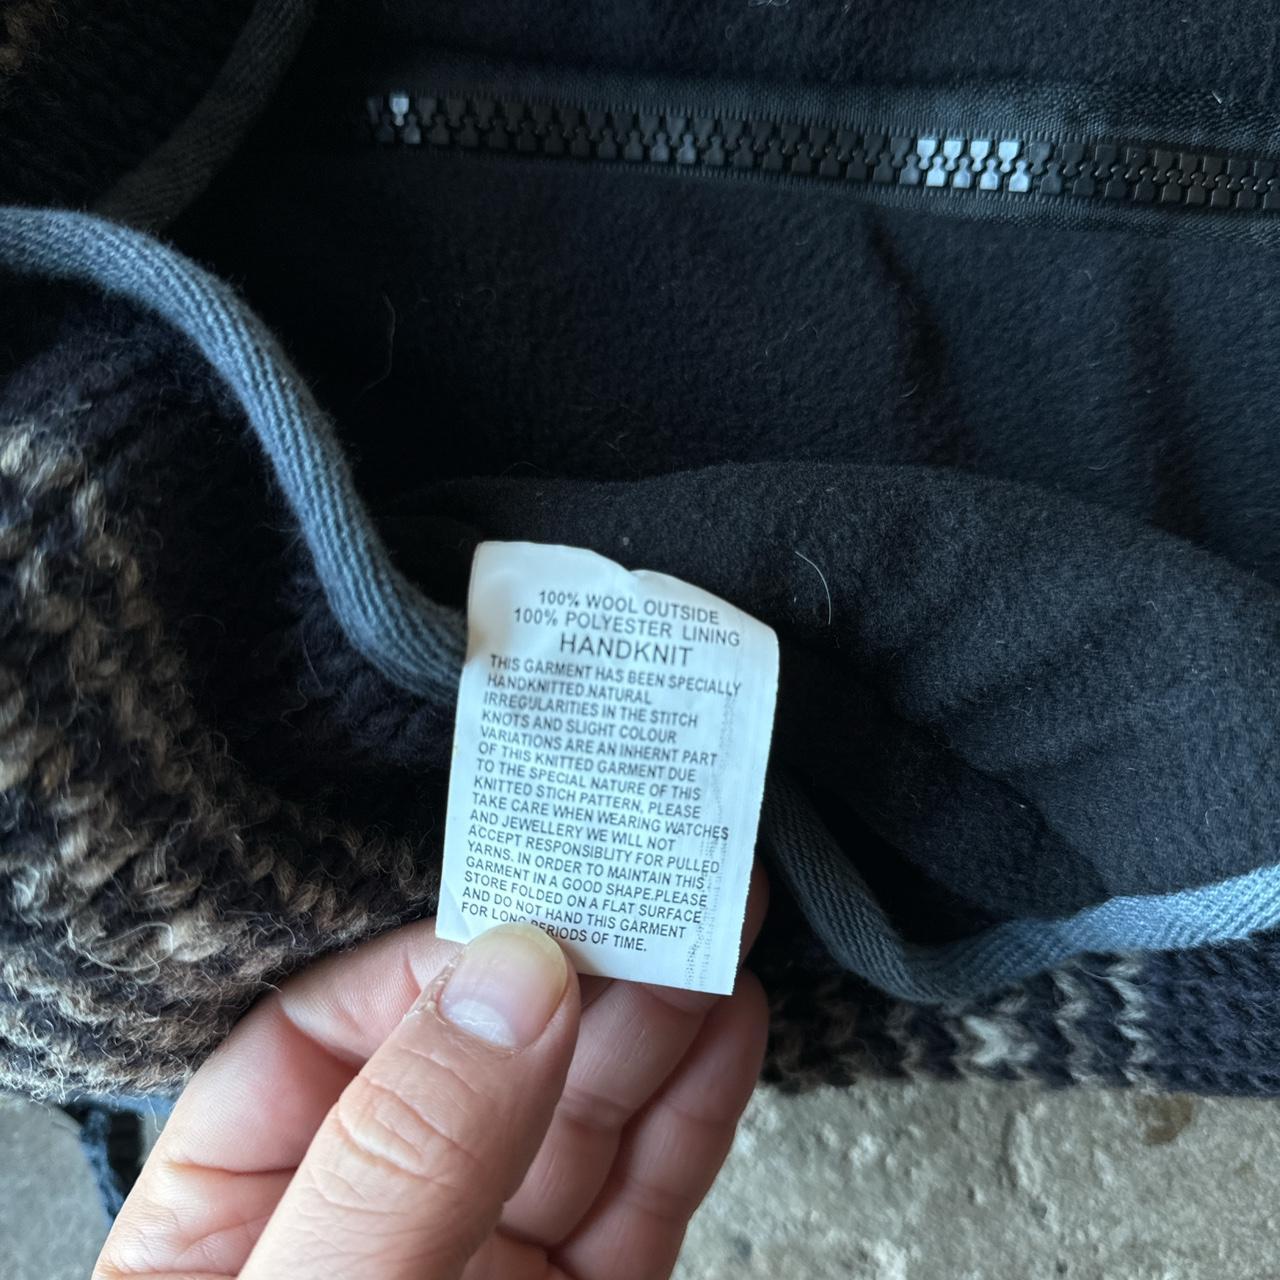 100% WOOL OUTSIDE
100% POLYESTER LINING
HANDKNIT
THIS GARMENT HAS BEEN SPECIALLY
HANDKNITTED.NATURAL
IRREGULARITIES IN THE STITCH
KNOTS AND SLIGHT COLOUR
VARIATIONS ARE AN INHERNT PART
OF THIS KNITTED GARMENT DUE
TO THE SPECIAL NATURE OF THIS
KNITTED STICH PATTERN, PLEASE
TAKE CARE WHEN WEARING WATCHES
AND JEWELLERY WE WILL NOT
ACCEPT RESPONSIBLITY FOR PULLED
YARNS. IN ORDER TO MAINTAIN THIS
GARMENT IN A GOOD SHAPE.PLEASE
STORE FOLDED ON A FLAT SURFACE
AND DO NOT HAND THIS GARMENT
FOR LONG PERIODS OF TIME.